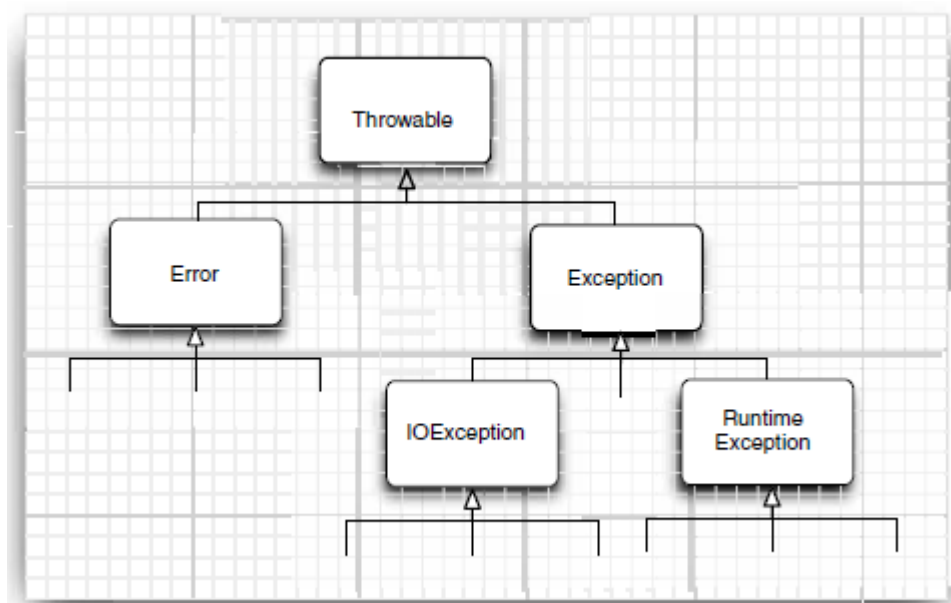 Throwable
Error
Exception
IOException
Runtime
Exception